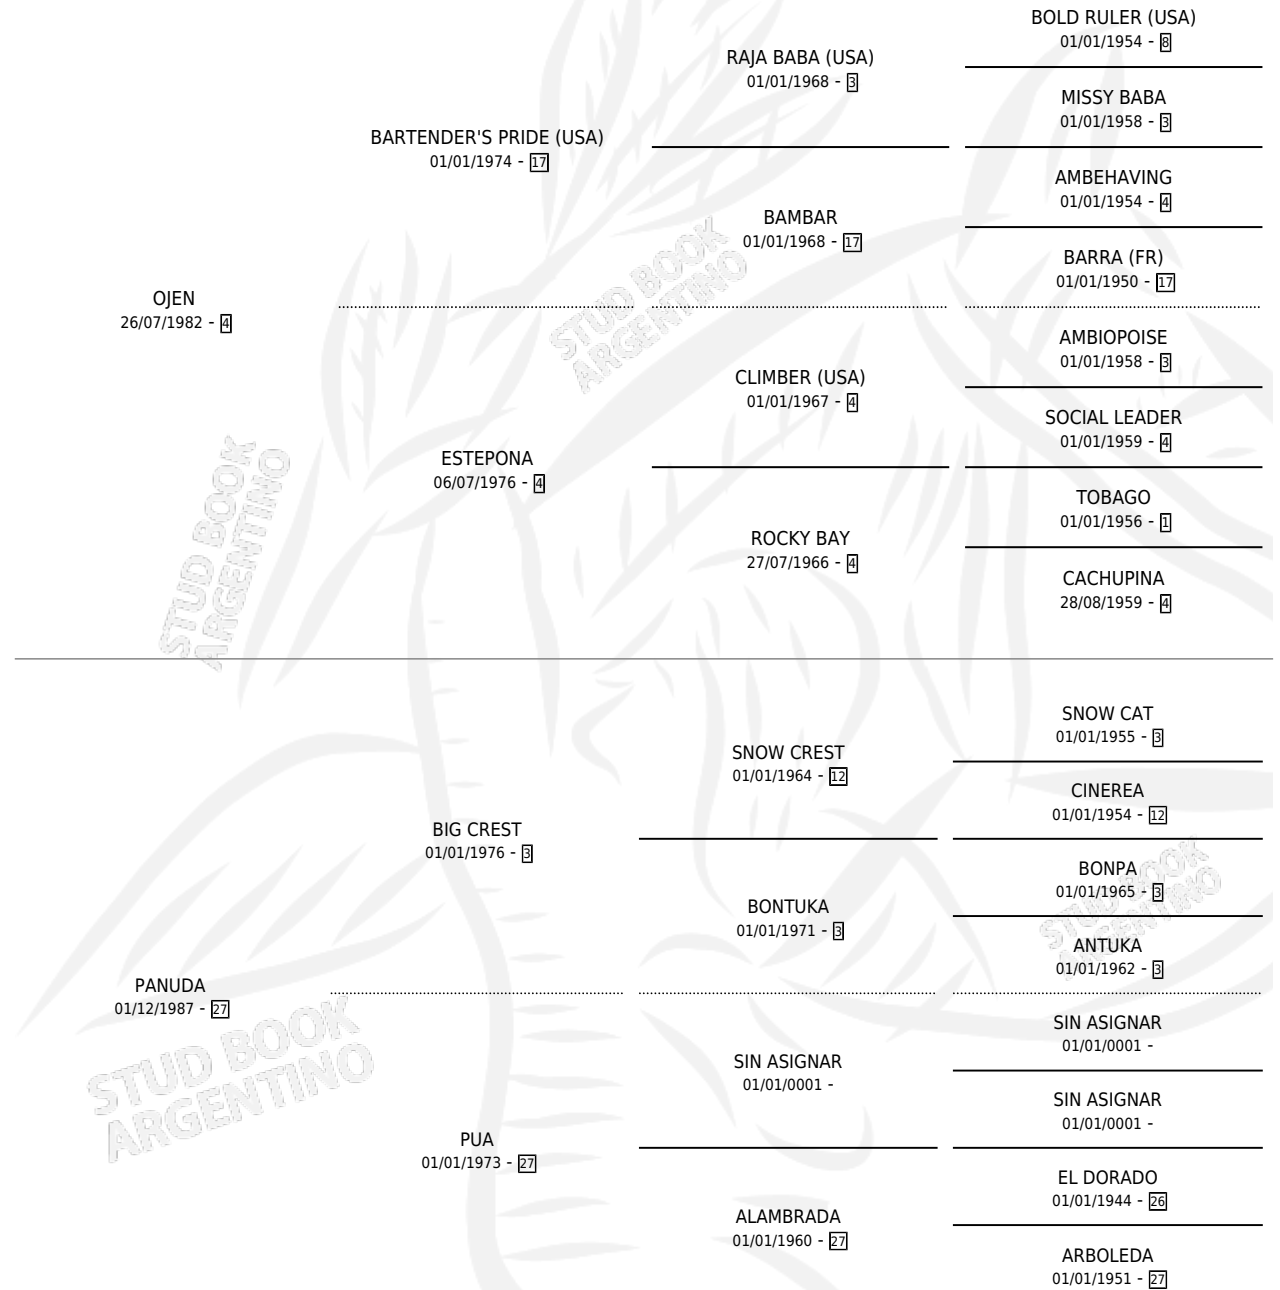 BOLD RULER (USA)
01/01/1954 - 8
RAJA BABA (USA)
01/01/1968 - 3
MISSY BABA
01/01/1958 - 3
BARTENDER'S PRIDE (USA)
01/01/1974 - 17
AMBEHAVING
01/01/1954 - 4
BAMBAR
01/01/1968 - 17
BARRA (FR)
01/01/1950 - 17
OJEN
26/07/1982 - 4
AMBIOPOISE
01/01/1958 - 3
CLIMBER (USA)
01/01/1967 - 4
SOCIAL LEADER
01/01/1959 - 4
ESTEPONA
06/07/1976 - 4
TOBAGO
01/01/1956 - 1
ROCKY BAY
27/07/1966 - 4
CACHUPINA
28/08/1959 - 4
SNOW CAT
01/01/1955 - 3
SNOW CREST
01/01/1964 - 12
CINEREA
01/01/1954 - 12
BIG CREST
01/01/1976 - 3
BONPA
01/01/1965 - 3
BONTUKA
01/01/1971 - 3
ANTUKA
01/01/1962 - 3
PANUDA
01/12/1987 - 27
SIN ASIGNAR
01/01/0001 -
SIN ASIGNAR
01/01/0001 -
SIN ASIGNAR
01/01/0001 -
PUA
01/01/1973 - 27
EL DORADO
01/01/1944 - 26
ALAMBRADA
01/01/1960 - 27
ARBOLEDA
01/01/1951 - 27
STUD BOOK
ARGENTINO
STUD BOOK
ARGENTINO
STUD BOOK
ARGENTINO
STUD BOOK
ARGENTINO